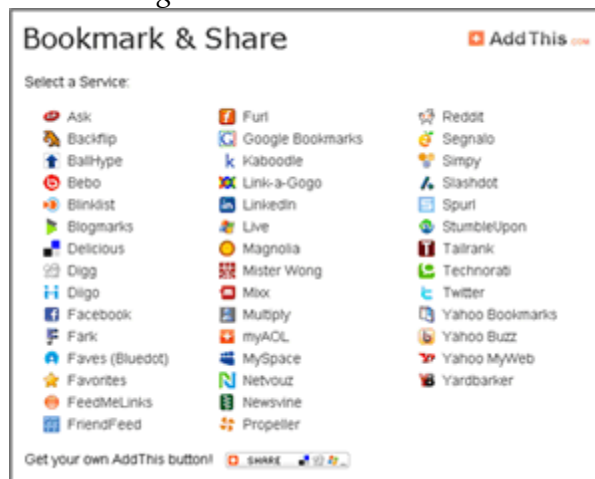 Bookmark & Share
AddThis .COM
Select a Service:
Ask Furl Reddit
Backflip Google Bookmarks Segnalo
BallHype Kaboodle Simpy
Bebo Link-a-Gogo Slashdot
Blinklist LinkedIn Spurl
Blogmarks Live StumbleUpon
Delicious Magnolia Tailrank
Digg Mister Wong Technorati
Diigo Mixx Twitter
Facebook Multiply Yahoo Bookmarks
Fark myAOL Yahoo Buzz
Faves (Bluedot) MySpace Yahoo MyWeb
Favorites Netvouz Yardbarker
FeedMeLinks Newsvine
FriendFeed Propeller
Get your own AddThis button! SHARE